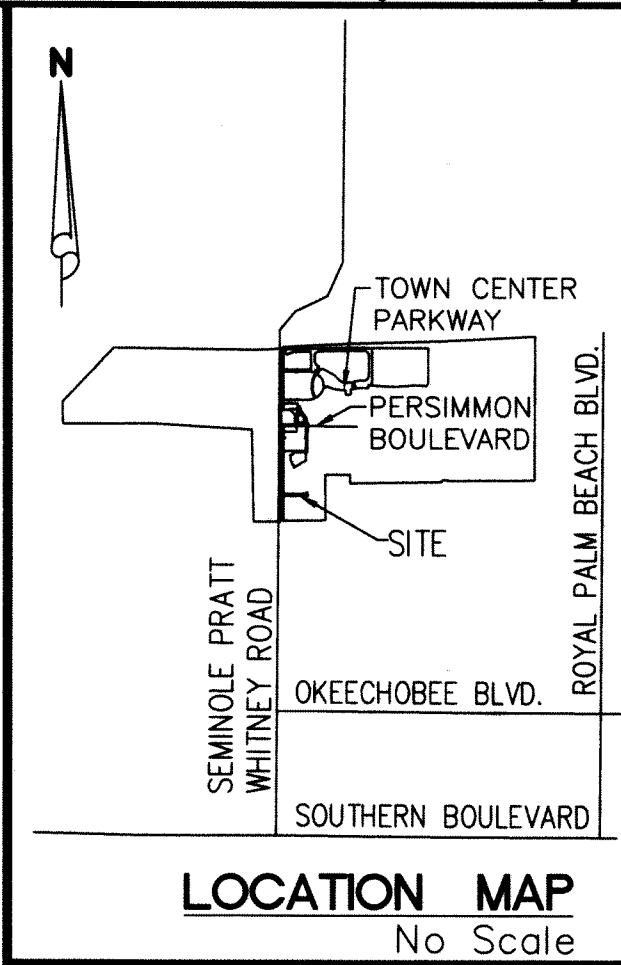 N
TOWN CENTER
PARKWAY
PERSIMMON
BOULEVARD
ROYAL PALM BEACH BLVD.
SITE
SEMINOLE PRATT
WHITNEY ROAD
OKEECHOBEE BLVD.
SOUTHERN BOULEVARD
LOCATION MAP
No Scale